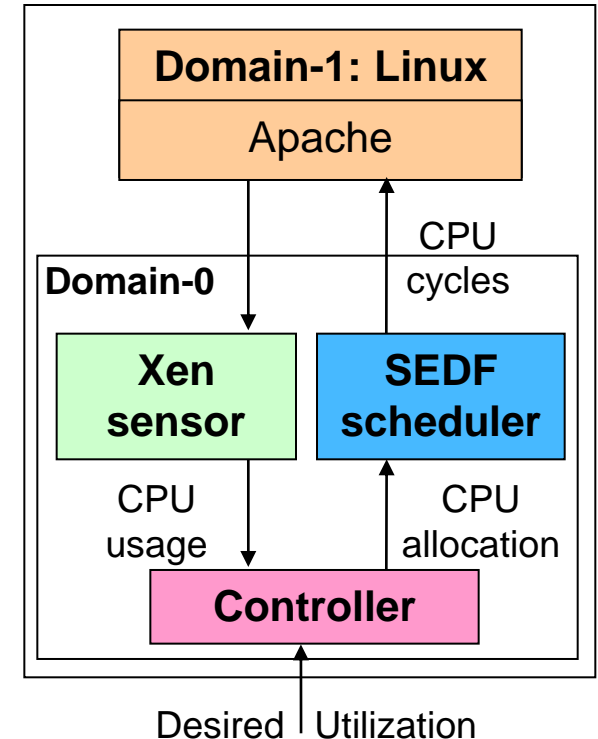 Domain-1: Linux
Apache
CPU
cycles
Domain-0
Xen
sensor
SEDF
scheduler
CPU
usage
CPU
allocation
Controller
Desired Utilization